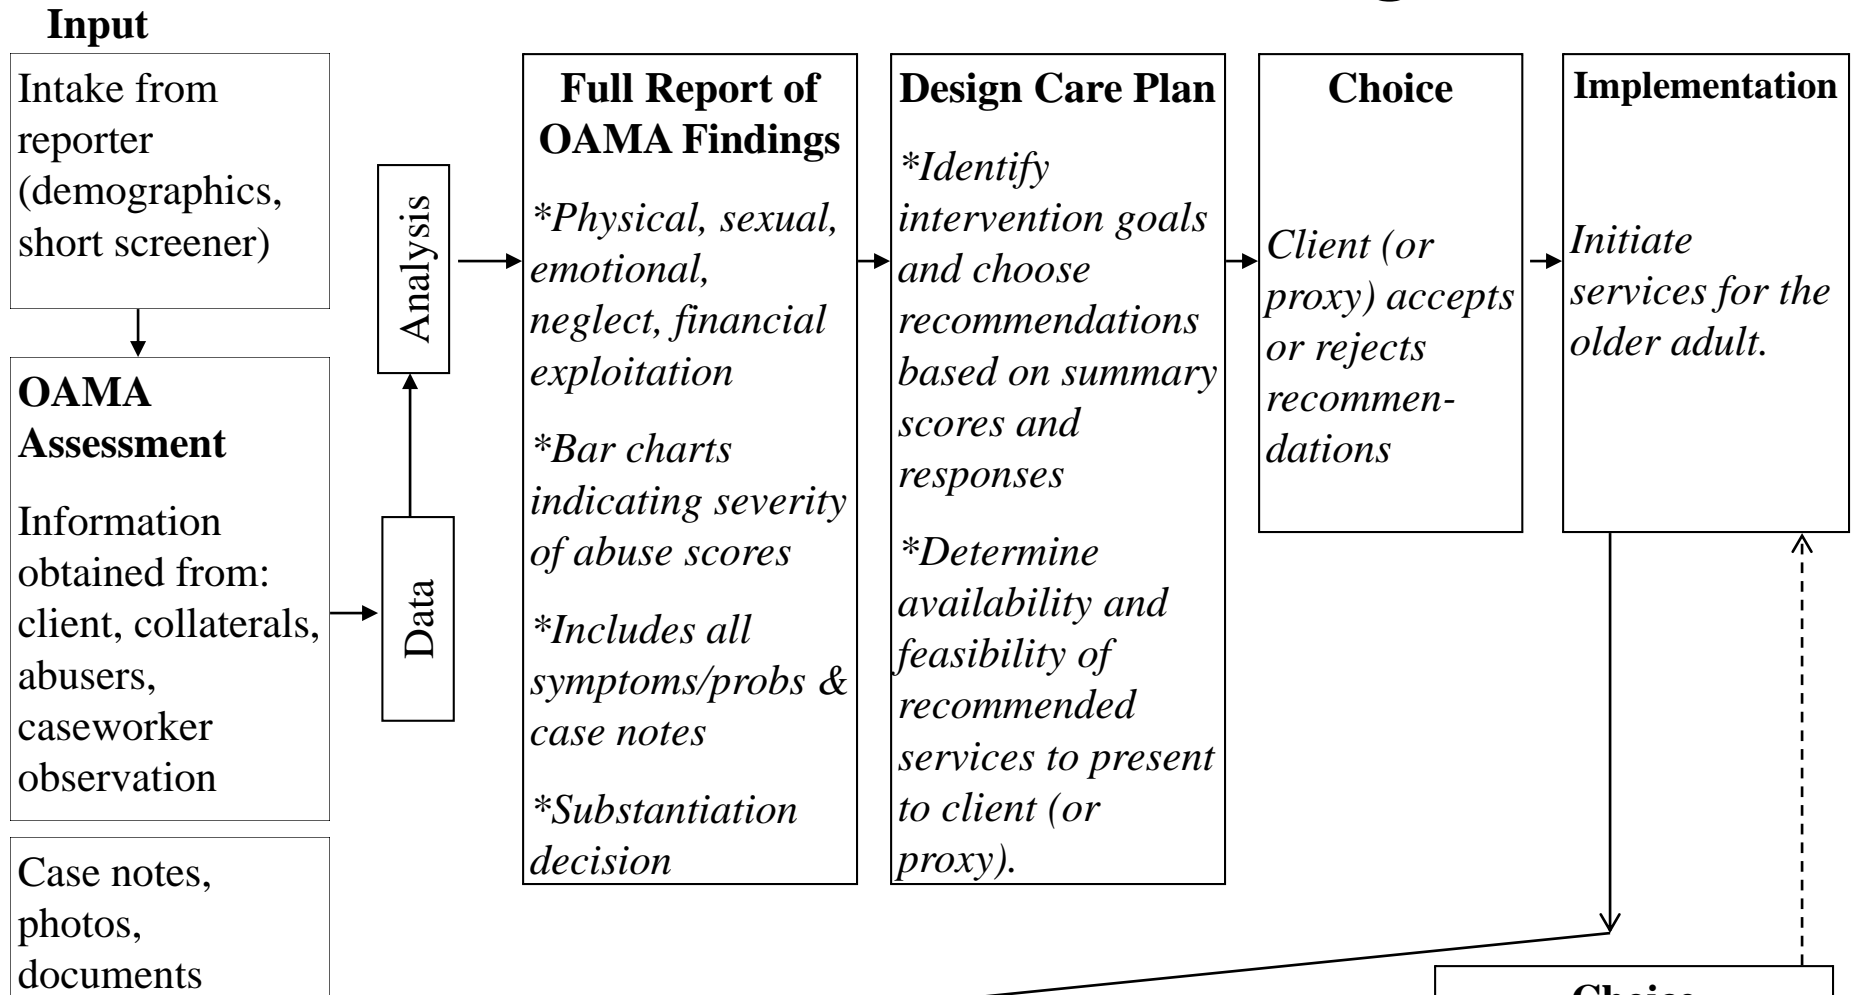 Input
Intake from
reporter
(demographics,
short screener)
OAMA
Assessment
Information
obtained from:
client, collaterals,
abusers,
caseworker
observation
Case notes,
photos,
documents
Analysis
Data
Full Report of
OAMA Findings
*Physical, sexual,
emotional,
neglect, financial
exploitation
*Bar charts
indicating severity
of abuse scores
*Includes all
symptoms/probs &
case notes
*Substantiation
decision
Design Care Plan
*Identify
intervention goals
and choose
recommendations
based on summary
scores and
responses
*Determine
availability and
feasibility of
recommended
services to present
to client (or
proxy).
Choice
Client (or
proxy) accepts
or rejects
recommen-
dations
Implementation
Initiate
services for the
older adult.
Choice